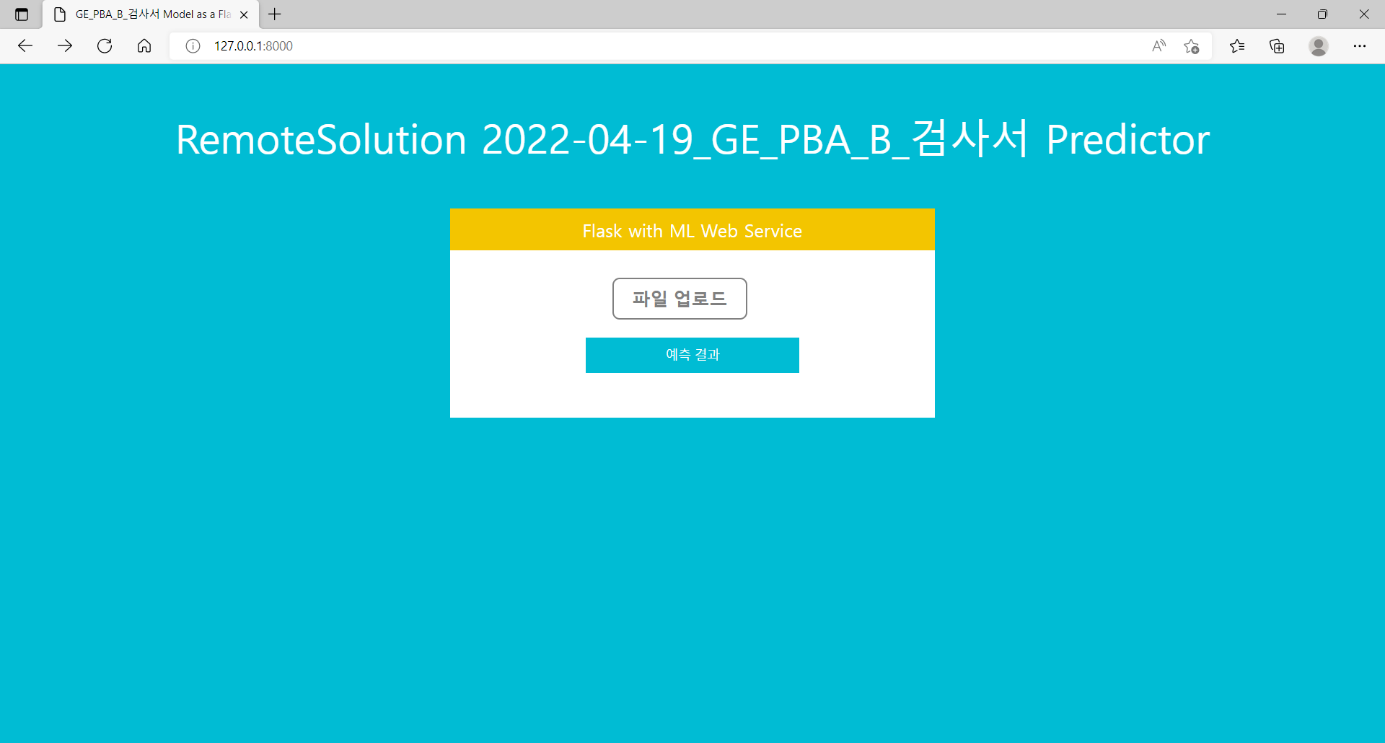 GE_PBA_B_검사서 Model as a Fla
127.0.0.1:8000
RemoteSolution 2022-04-19_GE_PBA_B_검사서 Predictor
Flask with ML Web Service
파일 업로드
예측 결과